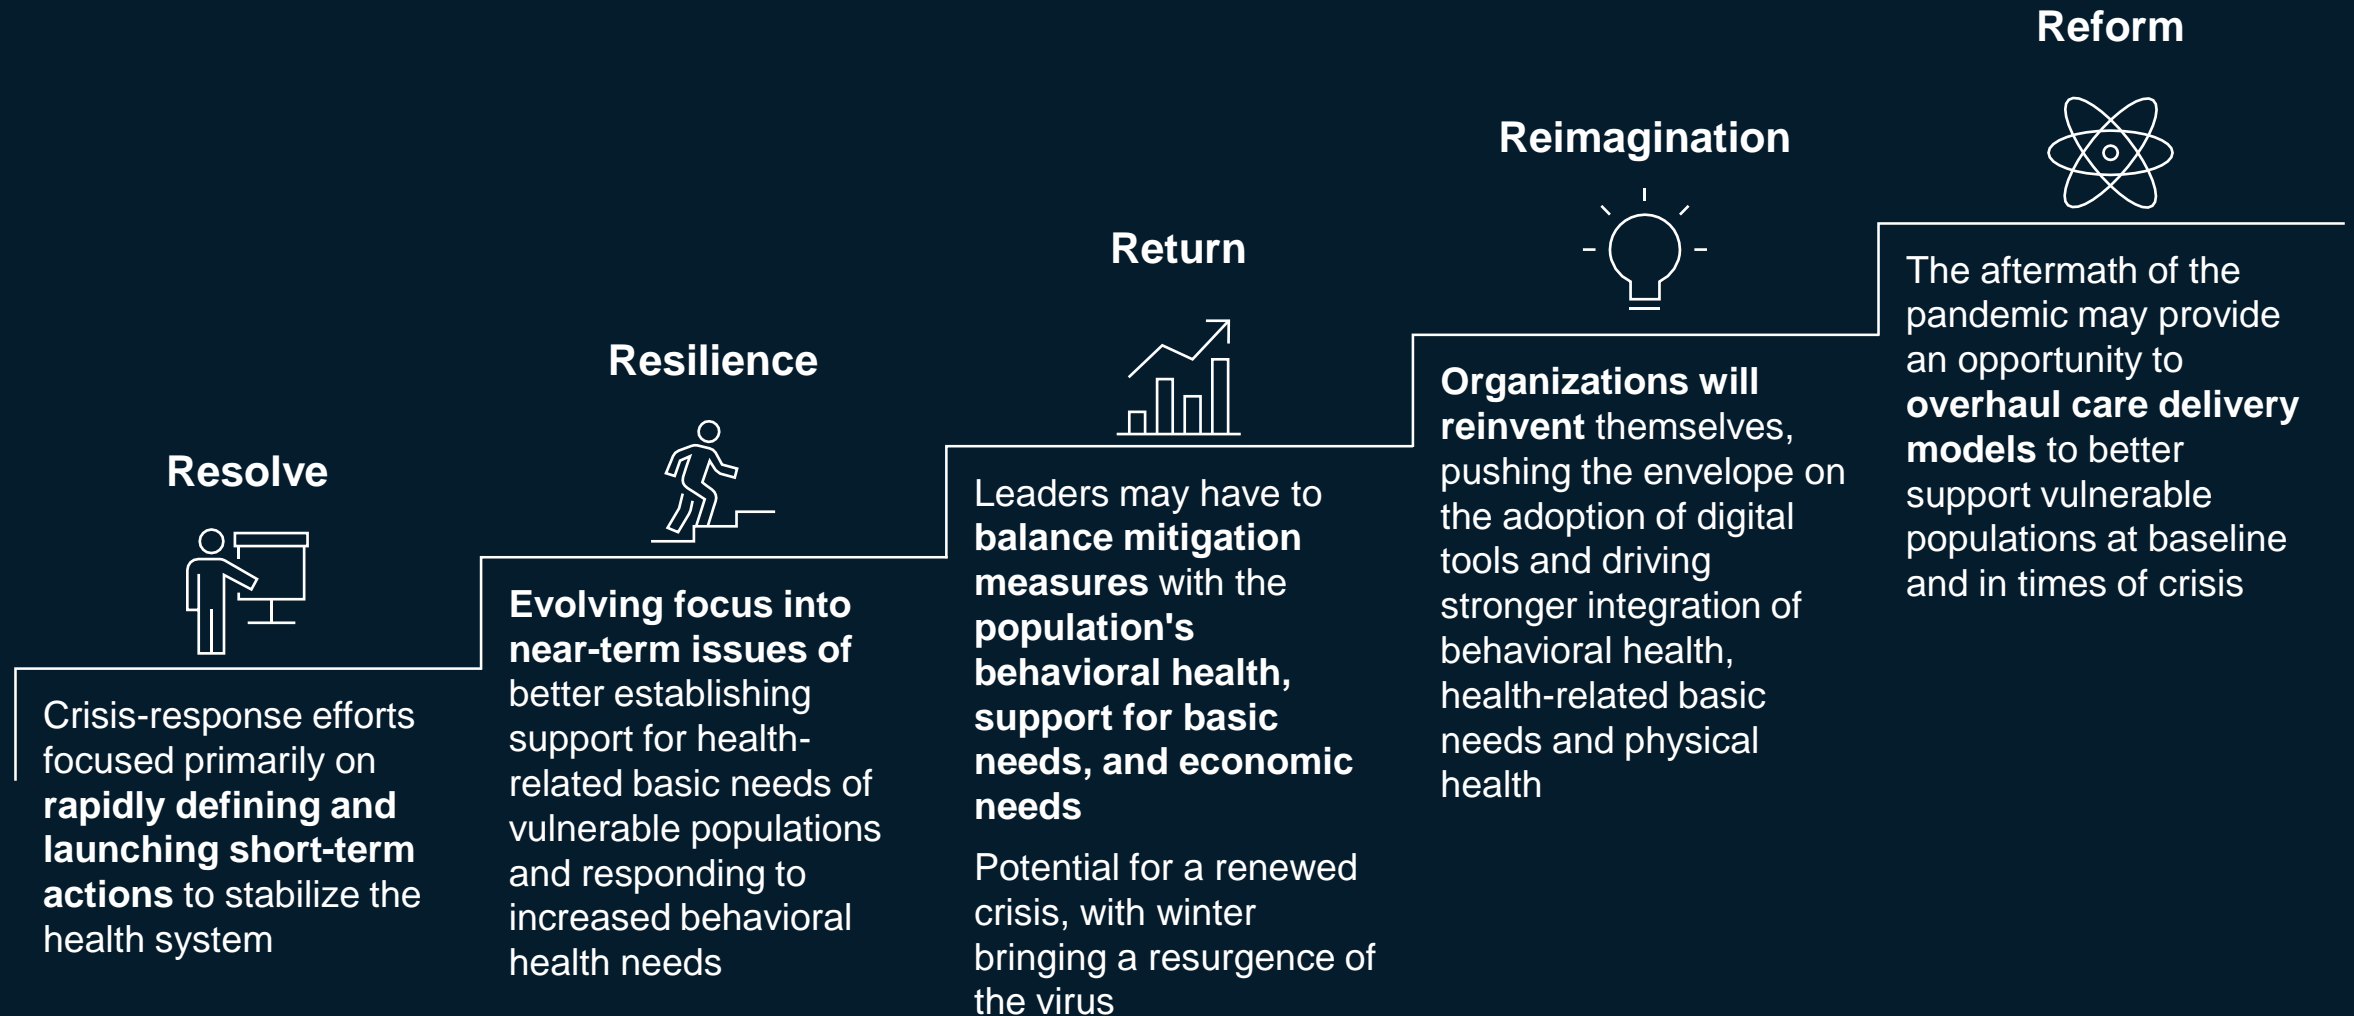 Resolve
Crisis-response efforts
focused primarily on
rapidly defining and
launching short-term
actions to stabilize the
health system
Resilience
Evolving focus into
near-term issues of
better establishing
support for health-
related basic needs of
vulnerable populations
and responding to
increased behavioral
health needs
Return
Leaders may have to
balance mitigation
measures with the
population's
behavioral health,
support for basic
needs, and economic
needs
Potential for a renewed
crisis, with winter
bringing a resurgence of
the virus
Reimagination
Organizations will
reinvent themselves,
pushing the envelope on
the adoption of digital
tools and driving
stronger integration of
behavioral health,
health-related basic
needs and physical
health
Reform
The aftermath of the
pandemic may provide
an opportunity to
overhaul care delivery
models to better
support vulnerable
populations at baseline
and in times of crisis